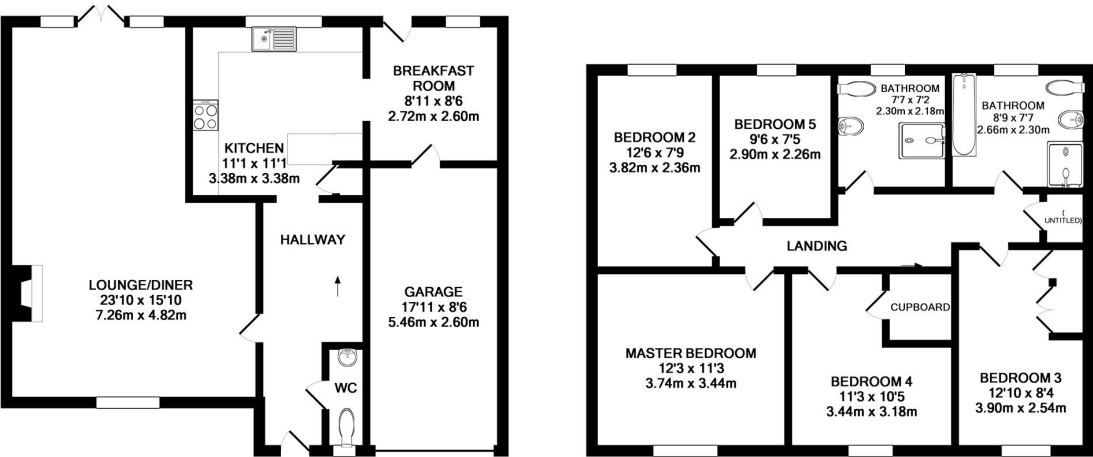 BREAKFAST
ROOM
8'11 x 8'6
2.72m x 2.60m
KITCHEN
11'1 x 11'1
3.38m x 3.38m
HALLWAY
LOUNGE/DINER
23'10 x 15'10
7.26m x 4.82m
GARAGE
17'11 x 8'6
5.46m x 2.60m
WC
BEDROOM 2
12'6 x 7'9
3.82m x 2.36m
BEDROOM 5
9'6 x 7'5
2.90m x 2.26m
BATHROOM
7'7 x 7'2
2.30m x 2.18m
BATHROOM
8'9 x 7'7
2.66m x 2.30m
(
UNTITLED)
LANDING
CUPBOARD
MASTER BEDROOM
12'3 x 11'3
3.74m x 3.44m
BEDROOM 4
11'3 x 10'5
3.44m x 3.18m
BEDROOM 3
12'10 x 8'4
3.90m x 2.54m